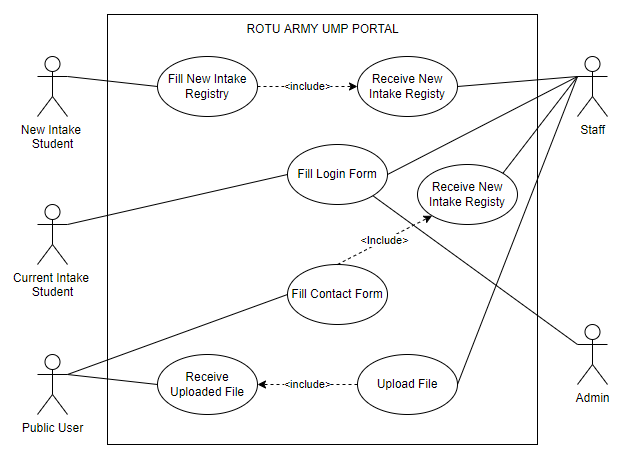 ROTU ARMY UMP PORTAL
Fill New Intake
Registry
<include>
Receive New
Intake Registy
New Intake
Student
Staff
Fill Login Form
Receive New
Intake Registy
<Include>
Current Intake
Student
Fill Contact Form
Receive
Uploaded File
<include>
Upload File
Public User
Admin